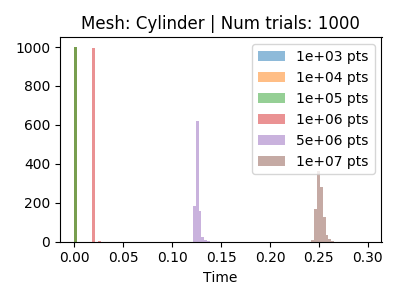 Mesh: Cylinder | Num trials: 1000
1000
800
600
400
200
0
1e+03 pts
1e+04 pts
1e+05 pts
1e+06 pts
5e+06 pts
1e+07 pts
0.00 0.05 0.10 0.15 0.20 0.25 0.30
Time